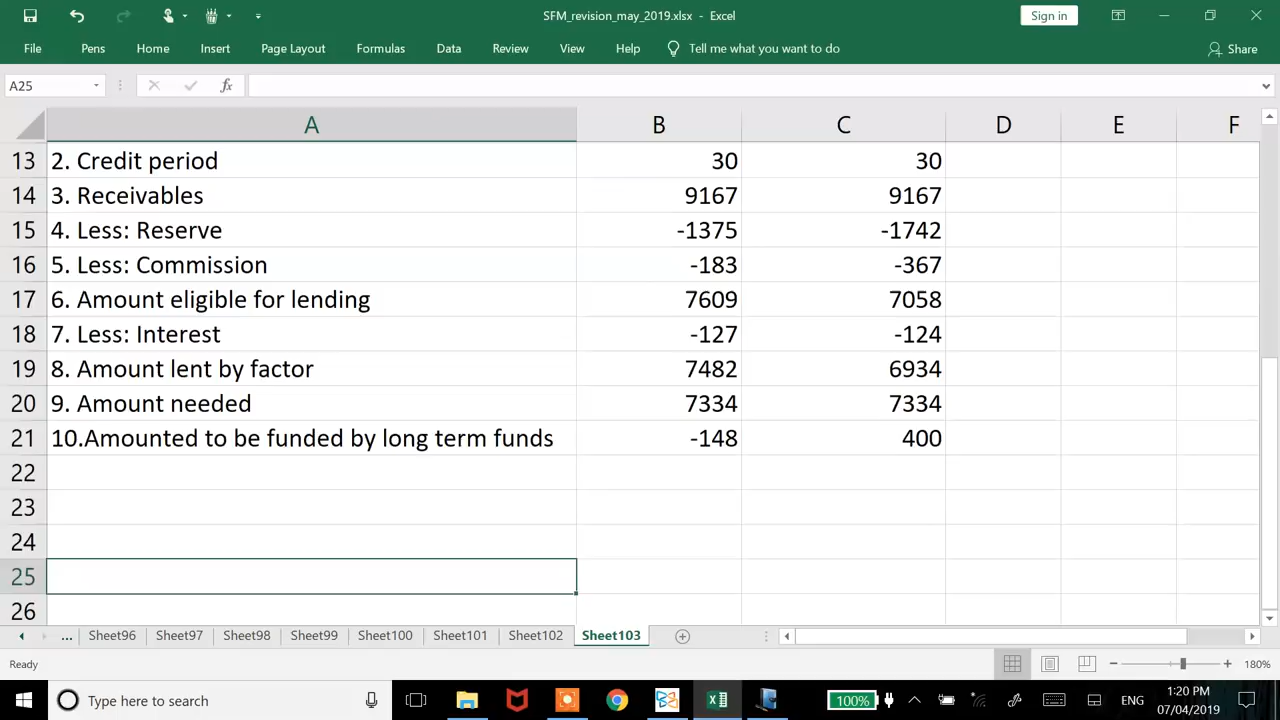 SFM_revision_may_2019.xlsx - Excel
Sign in
File Pens Home Insert Page Layout Formulas Data Review View Help Tell me what you want to do Share
A25 fx
A B C D E F
13 2. Credit period 30 30
14 3. Receivables 9167 9167
15 4. Less: Reserve -1375 -1742
16 5. Less: Commission -183 -367
17 6. Amount eligible for lending 7609 7058
18 7. Less: Interest -127 -124
19 8. Amount lent by factor 7482 6934
20 9. Amount needed 7334 7334
21 10.Amounted to be funded by long term funds -148 400
22
23
24
25
26
... Sheet96 Sheet97 Sheet98 Sheet99 Sheet100 Sheet101 Sheet102 Sheet103
Ready 180%
Type here to search 100% ENG 1:20 PM
07/04/2019